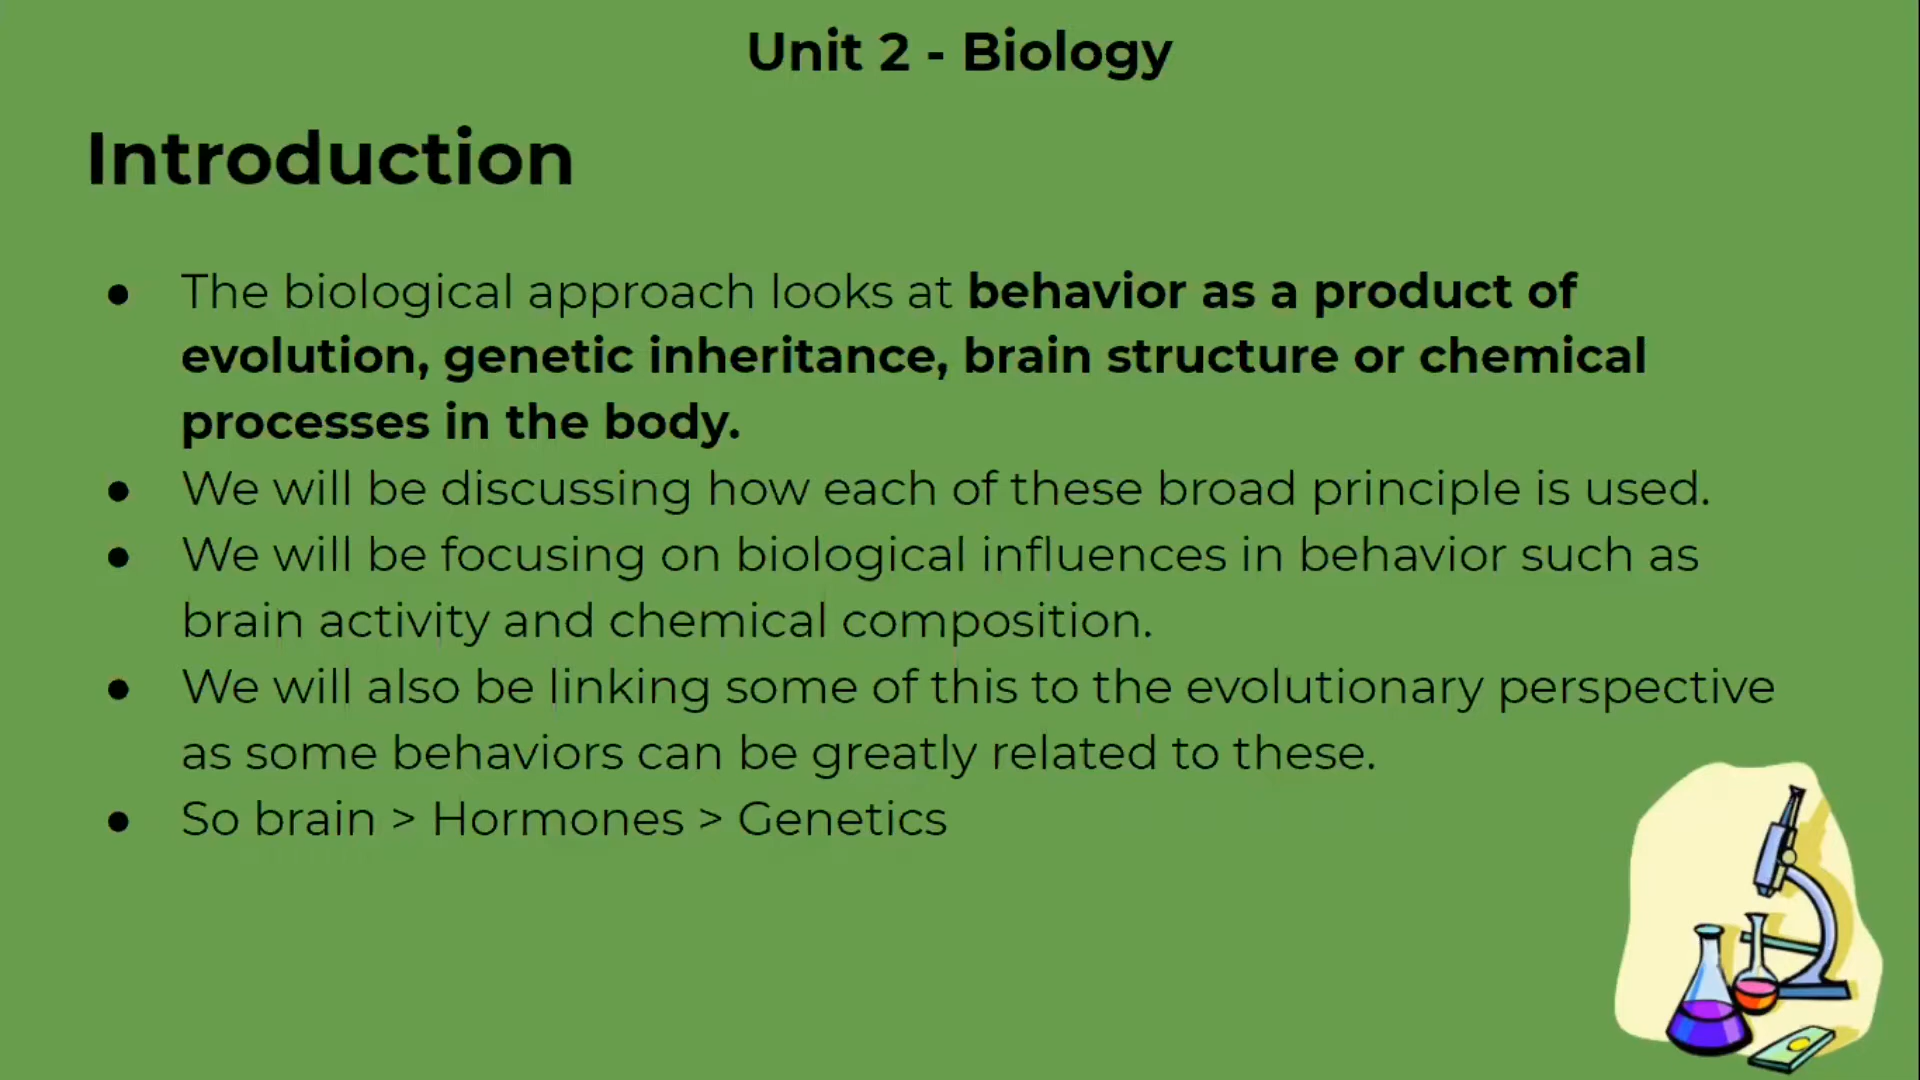 Unit 2 - Biology
Introduction
● The biological approach looks at behavior as a product of
evolution, genetic inheritance, brain structure or chemical
processes in the body.
● We will be discussing how each of these broad principle is used.
● We will be focusing on biological influences in behavior such as
brain activity and chemical composition.
● We will also be linking some of this to the evolutionary perspective
as some behaviors can be greatly related to these.
● So brain > Hormones > Genetics